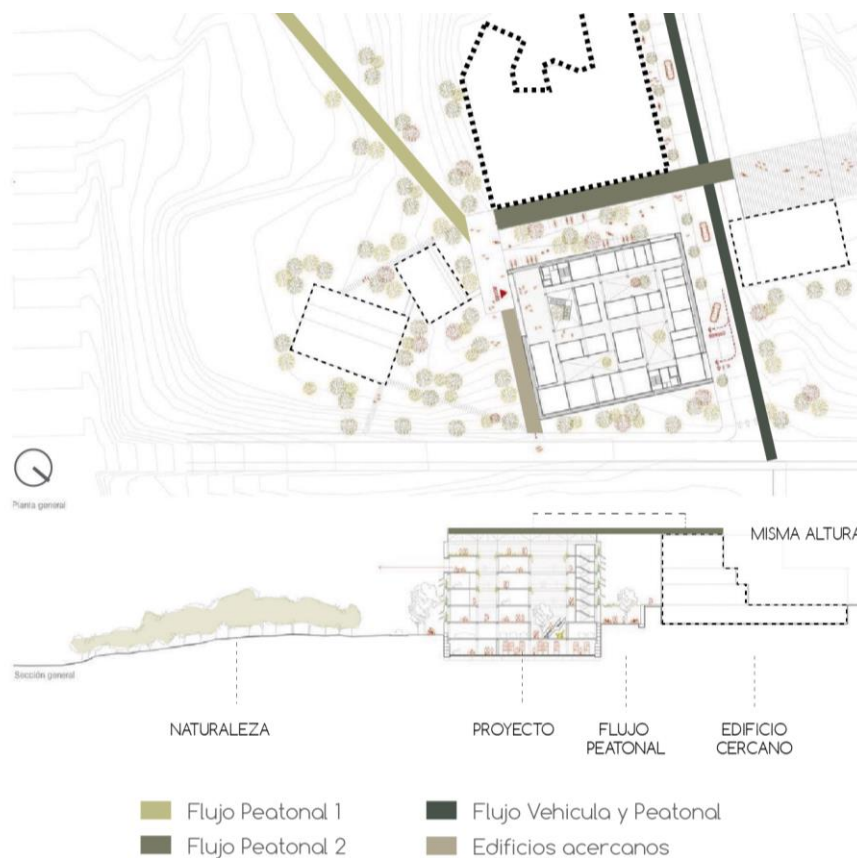 Planta general
MISMA ALTURA
Sección general
NATURALEZA
PROYECTO
FLUJO
PEATONAL
EDIFICIO
CERCANO
Flujo Peatonal 1
Flujo Vehicula y Peatonal
Flujo Peatonal 2
Edificios acercanos